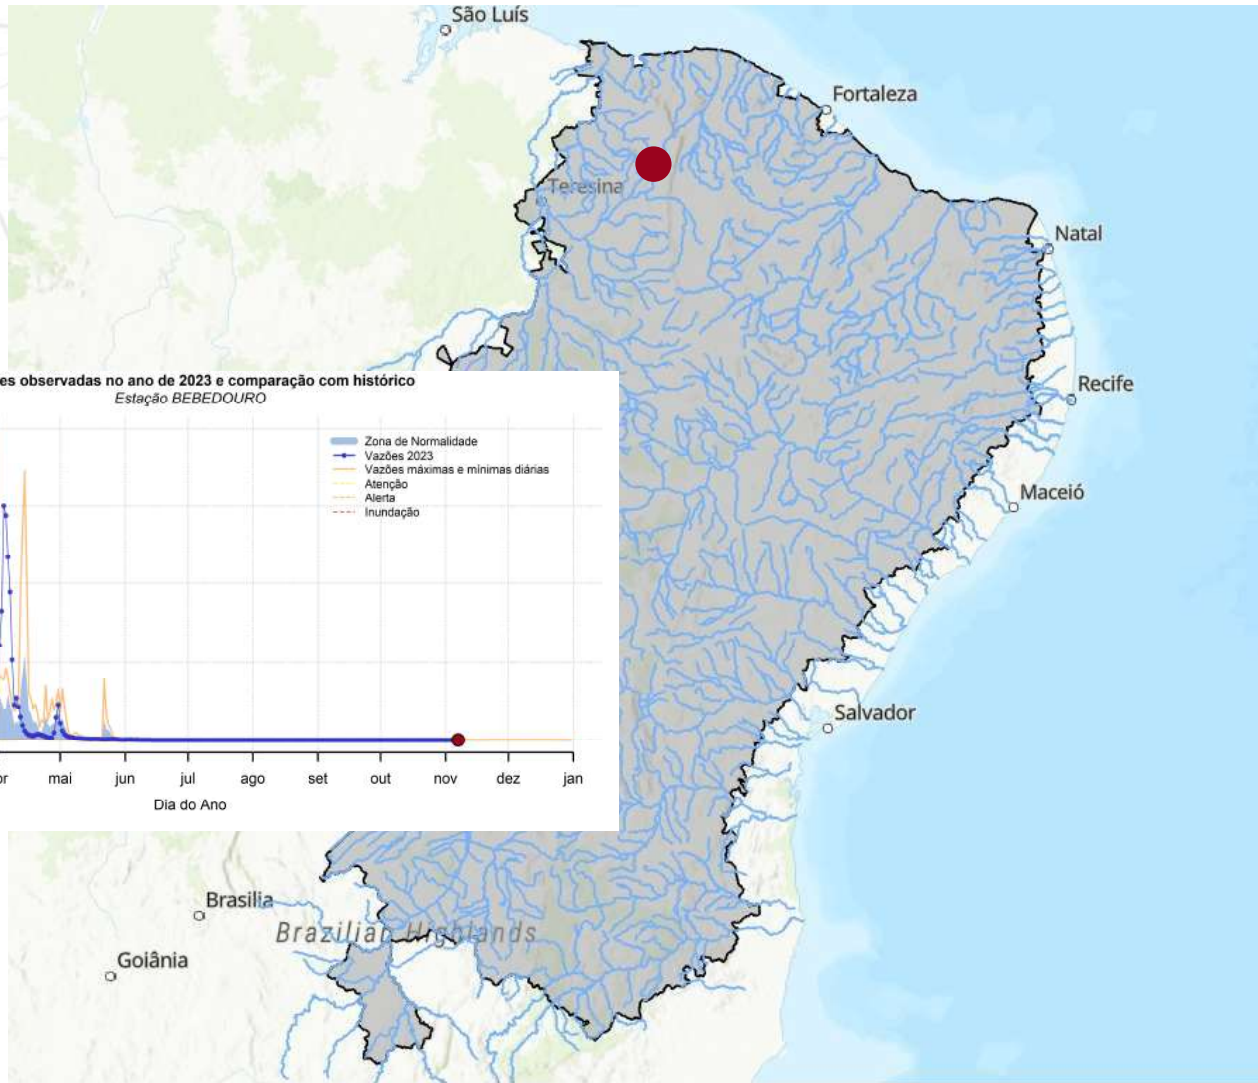 São Luís
Fortaleza
Teresina
Natal
es observadas no ano de 2023 e comparação com histórico
Estação BEBEDOURO
Recife
Zona de Normalidade
Vazões 2023
Vazões máximas e mínimas diárias
Atenção
Alerta
Inundação
Maceió
Salvador
or mai jun jul ago set out nov dez jan
Dia do Ano
Brasilia
Brazilian Highlands
Goiânia